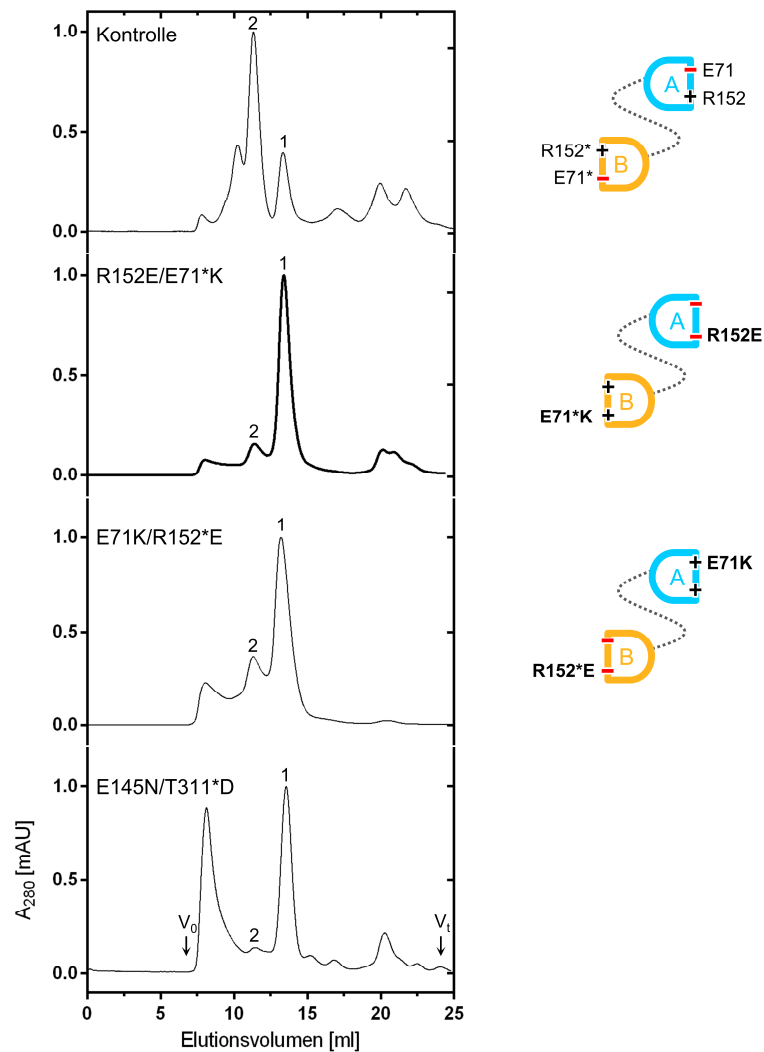 Kontrolle
2
1
1.0
0.5
0.0
A
E71
R152
R152*
E71*
B
R152E/E71*K
1
2
1.0
0.5
0.0
A
R152E
E71*K
B
E71K/R152*E
1
2
1.0
0.5
0.0
A
E71K
R152*E
B
E145N/T311*D
1
2
1.0
0.5
0.0
V0
Vt
A280 [mAU]
0 5 10 15 20 25
Elutionsvolumen [ml]